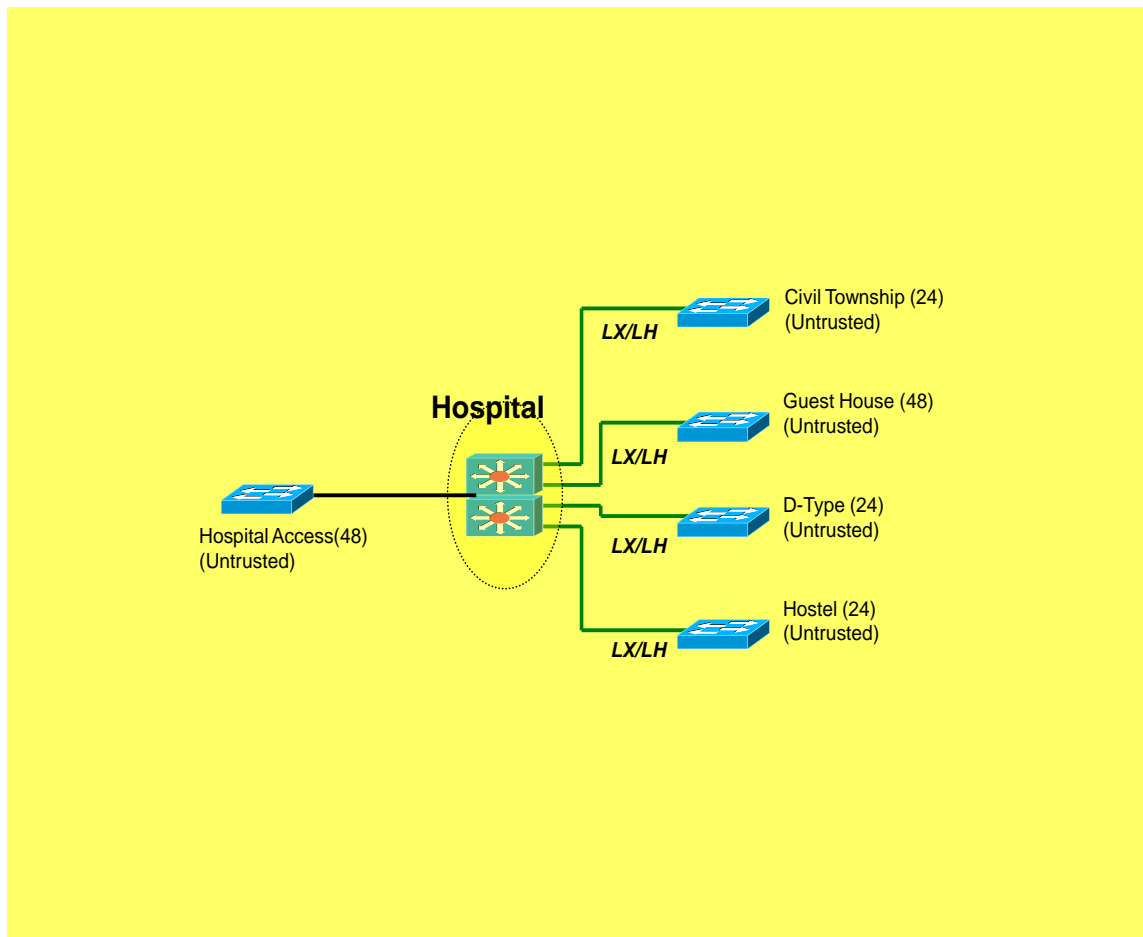 Civil Township (24)
(Untrusted)
LX/LH
Hospital
Guest House (48)
(Untrusted)
LX/LH
D-Type (24)
(Untrusted)
Hospital Access(48)
(Untrusted)
LX/LH
Hostel (24)
(Untrusted)
LX/LH